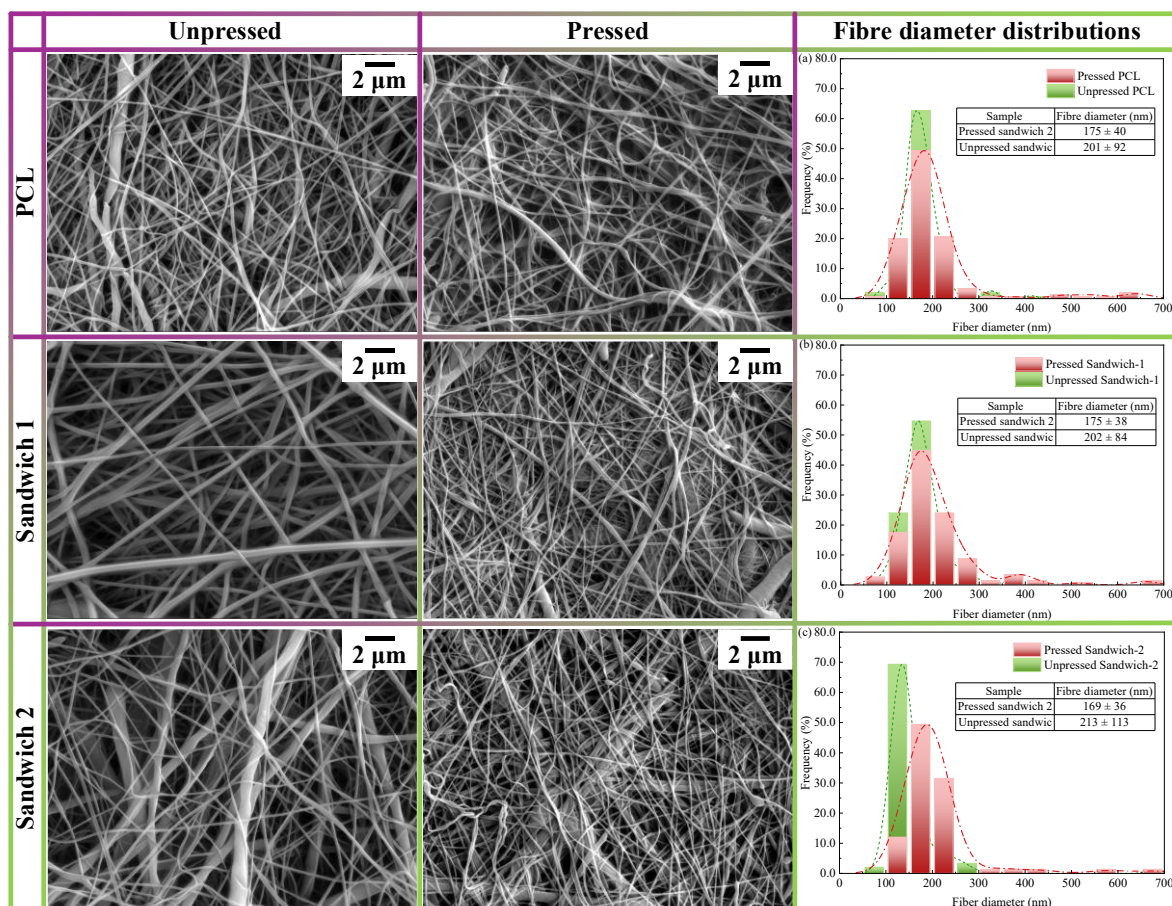 Unpressed Pressed Fibre diameter distributions
PCL
2 μm
2 μm
(a)
80.0
70.0
60.0
50.0
40.0
30.0
20.0
10.0
0.0
Frequency (%)
Pressed PCL
Unpressed PCL
Sample Fibre diameter (nm)
Pressed sandwich 2 175 ± 40
Unpressed sandwic 201 ± 92
0 100 200 300 400 500 600 700
Fiber diameter (nm)
Sandwich 1
2 μm
2 μm
(b)
80.0
70.0
60.0
50.0
40.0
30.0
20.0
10.0
0.0
Frequency (%)
Pressed Sandwich-1
Unpressed Sandwich-1
Sample Fibre diameter (nm)
Pressed sandwich 2 175 ± 38
Unpressed sandwic 202 ± 84
0 100 200 300 400 500 600 700
Fiber diameter (nm)
Sandwich 2
2 μm
2 μm
(c)
80.0
70.0
60.0
50.0
40.0
30.0
20.0
10.0
0.0
Frequency (%)
Pressed Sandwich-2
Unpressed Sandwich-2
Sample Fibre diameter (nm)
Pressed sandwich 2 169 ± 36
Unpressed sandwic 213 ± 113
0 100 200 300 400 500 600 700
Fiber diameter (nm)